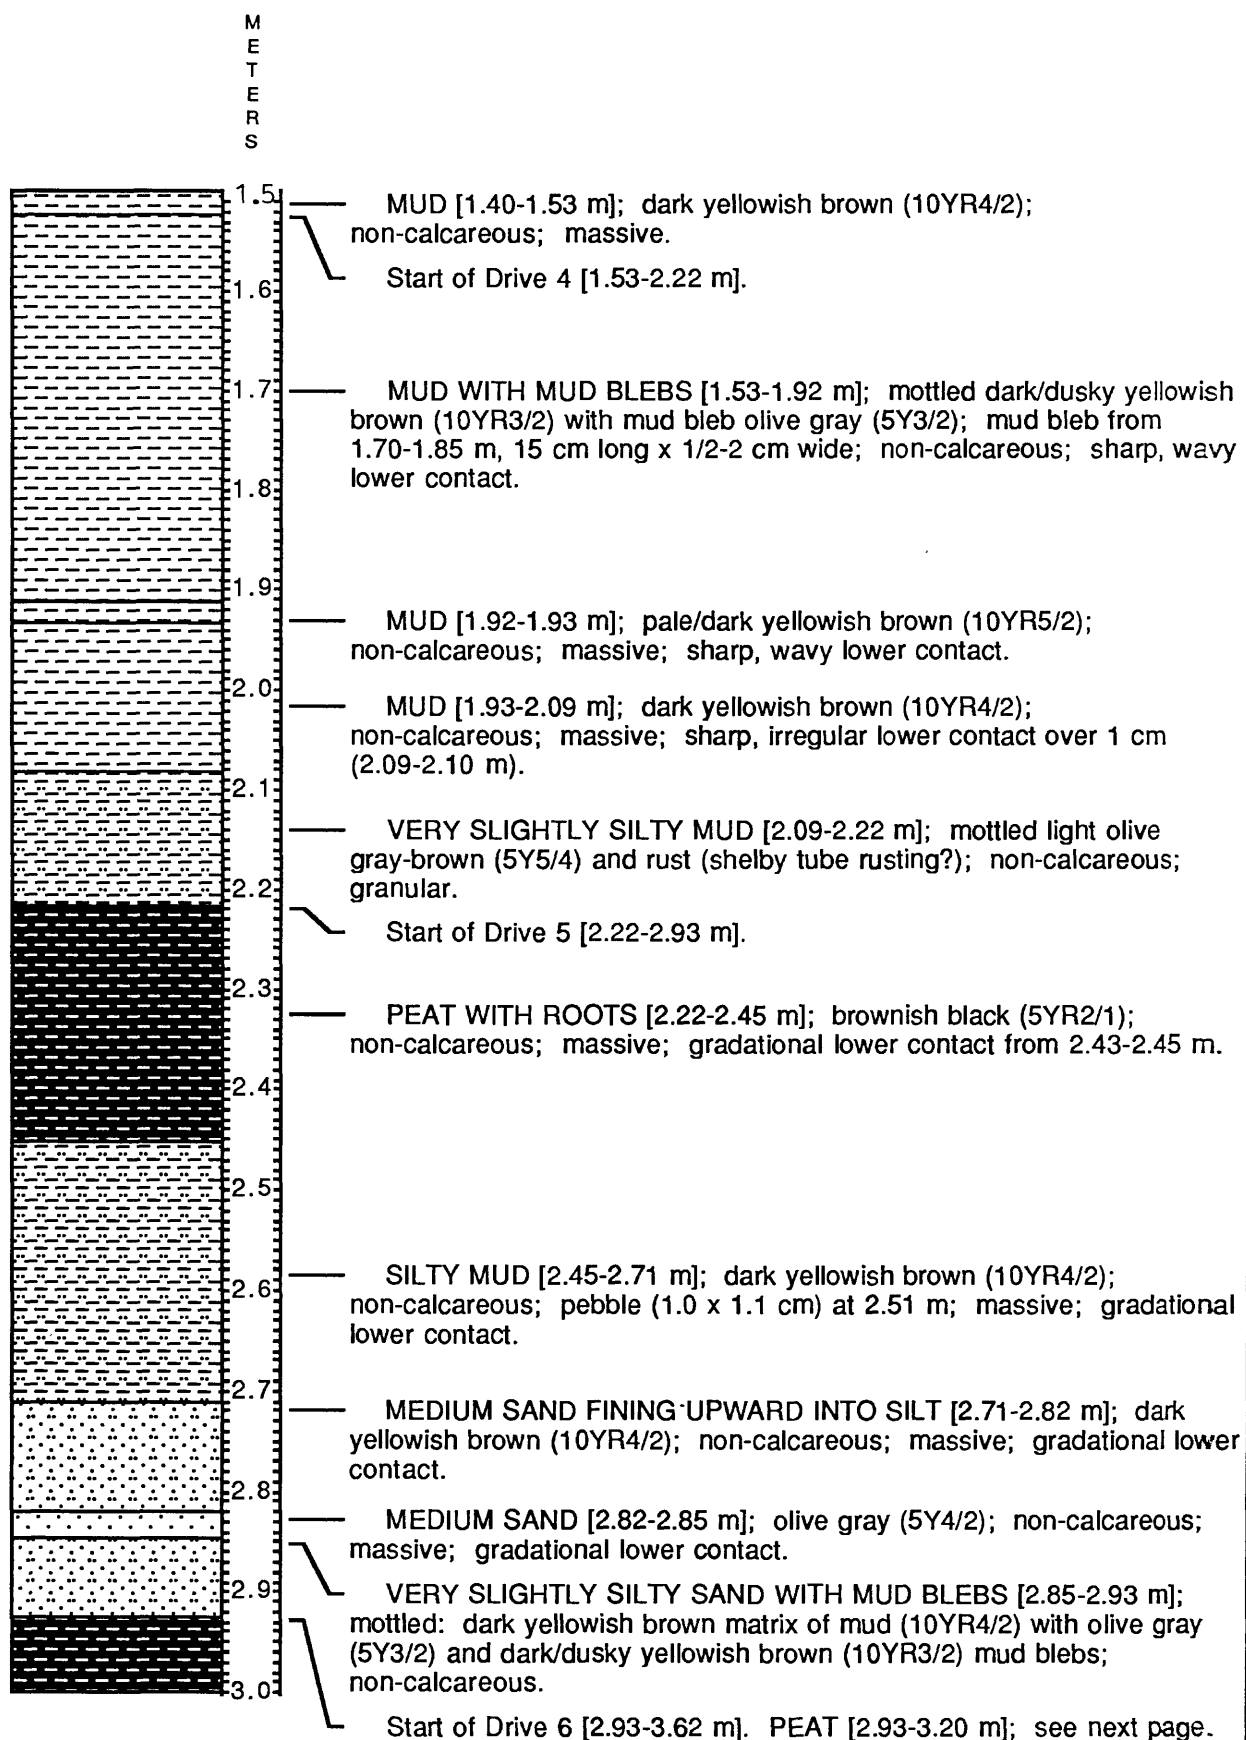 METERS
1.5
MUD [1.40-1.53 m]; dark yellowish brown (10YR4/2);
non-calcareous; massive.
Start of Drive 4 [1.53-2.22 m].
1.6
1.7
MUD WITH MUD BLEBS [1.53-1.92 m]; mottled dark/dusky yellowish
brown (10YR3/2) with mud bleb olive gray (5Y3/2); mud bleb from
1.70-1.85 m, 15 cm long x 1/2-2 cm wide; non-calcareous; sharp, wavy
lower contact.
1.8
1.9
MUD [1.92-1.93 m]; pale/dark yellowish brown (10YR5/2);
non-calcareous; massive; sharp, wavy lower contact.
2.0
MUD [1.93-2.09 m]; dark yellowish brown (10YR4/2);
non-calcareous; massive; sharp, irregular lower contact over 1 cm
(2.09-2.10 m).
2.1
VERY SLIGHTLY SILTY MUD [2.09-2.22 m]; mottled light olive
gray-brown (5Y5/4) and rust (shelby tube rusting?); non-calcareous;
granular.
2.2
Start of Drive 5 [2.22-2.93 m].
2.3
PEAT WITH ROOTS [2.22-2.45 m]; brownish black (5YR2/1);
non-calcareous; massive; gradational lower contact from 2.43-2.45 m.
2.4
2.5
2.6
SILTY MUD [2.45-2.71 m]; dark yellowish brown (10YR4/2);
non-calcareous; pebble (1.0 x 1.1 cm) at 2.51 m; massive; gradational
lower contact.
2.7
MEDIUM SAND FINING UPWARD INTO SILT [2.71-2.82 m]; dark
yellowish brown (10YR4/2); non-calcareous; massive; gradational lower
contact.
2.8
MEDIUM SAND [2.82-2.85 m]; olive gray (5Y4/2); non-calcareous;
massive; gradational lower contact.
2.9
VERY SLIGHTLY SILTY SAND WITH MUD BLEBS [2.85-2.93 m];
mottled: dark yellowish brown matrix of mud (10YR4/2) with olive gray
(5Y3/2) and dark/dusky yellowish brown (10YR3/2) mud blebs;
non-calcareous.
3.0
Start of Drive 6 [2.93-3.62 m]. PEAT [2.93-3.20 m]; see next page.